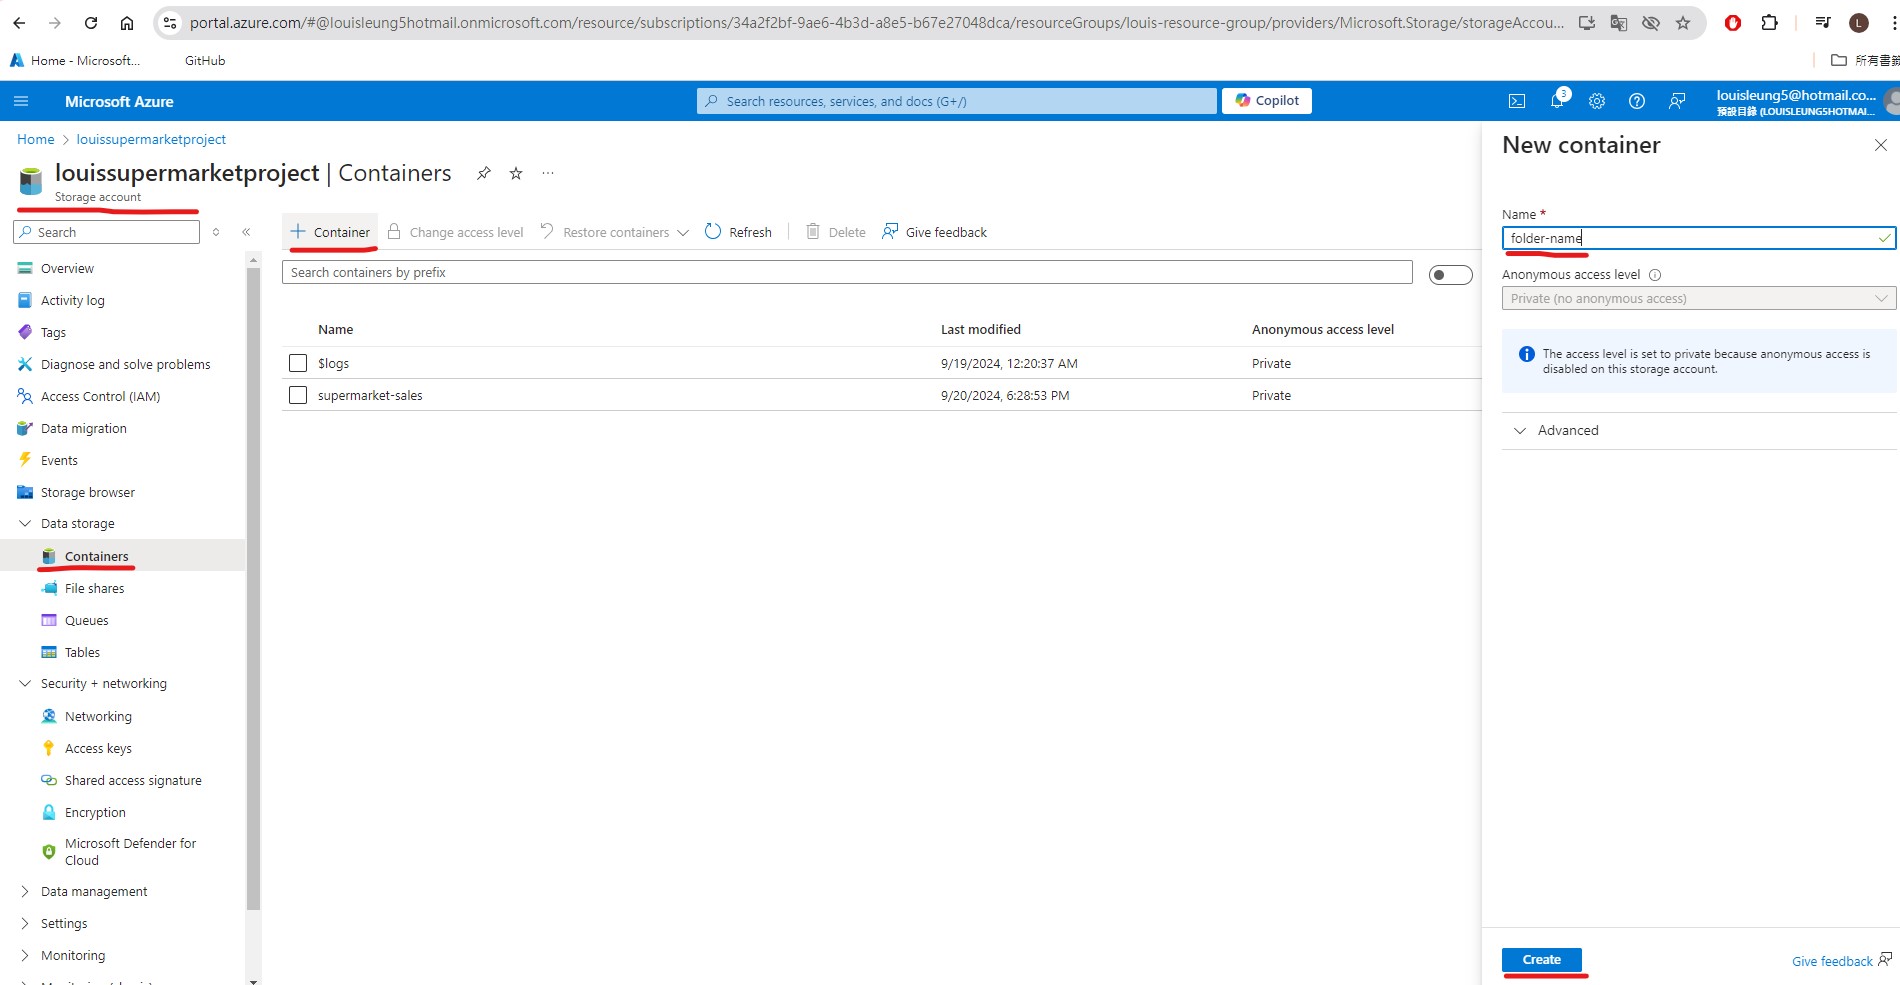 portal.azure.com/#@louisleung5hotmail.onmicrosoft.com/resource/subscriptions/34a2f2bf-9ae6-4b3d-a8e5-b67e27048dca/resourceGroups/louis-resource-group/providers/Microsoft.Storage/storageAccou...
L
Home - Microsoft...
GitHub
所有書籤
Microsoft Azure
Search resources, services, and docs (G+/)
Copilot
3
louisleung5@hotmail.co...
預設目錄 (LOUISLEUNG5HOTMAI...
Home > louissupermarketproject
louissupermarketproject | Containers
Storage account
Search
Overview
Activity log
Tags
Diagnose and solve problems
Access Control (IAM)
Data migration
Events
Storage browser
Data storage
Containers
File shares
Queues
Tables
Security + networking
Networking
Access keys
Shared access signature
Encryption
Microsoft Defender for
Cloud
Data management
Settings
Monitoring
Container
Change access level
Restore containers
Refresh
Delete
Give feedback
Search containers by prefix
Name Last modified Anonymous access level
$logs 9/19/2024, 12:20:37 AM Private
supermarket-sales 9/20/2024, 6:28:53 PM Private
New container
Name *
folder-name
Anonymous access level
Private (no anonymous access)
The access level is set to private because anonymous access is
disabled on this storage account.
Advanced
Create
Give feedback